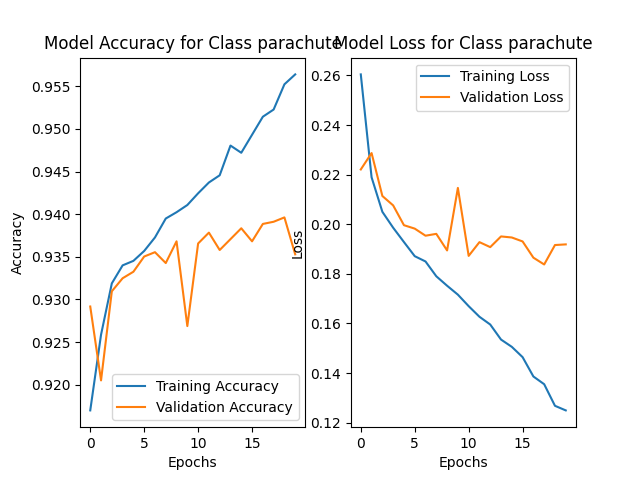 Model Accuracy for Class parachute
Model Loss for Class parachute
0.955
0.950
0.945
0.940
0.935
0.930
0.925
0.920
Accuracy
Training Accuracy
Validation Accuracy
0
5
10
15
Epochs
0.26
0.24
0.22
0.20
0.18
0.16
0.14
0.12
Loss
Training Loss
Validation Loss
0
5
10
15
Epochs